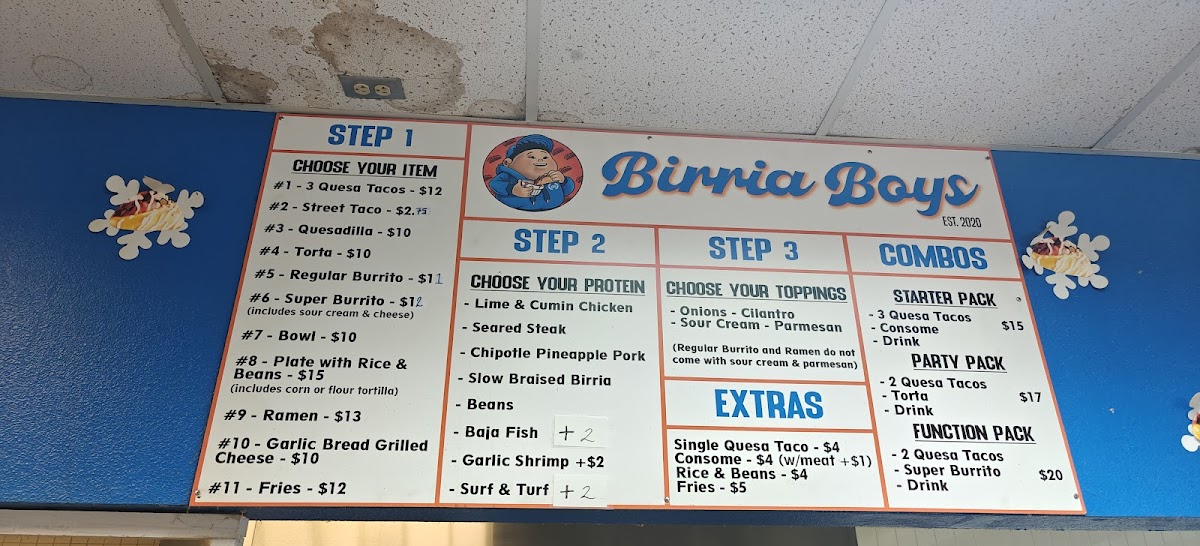 STEP 1
CHOOSE YOUR ITEM
#1 - 3 Quesa Tacos - $12
#2 - Street Taco - $2.75
#3 - Quesadilla - $10
#4 - Torta - $10
#5 - Regular Burrito - $11
#6 - Super Burrito - $12
(includes sour cream & cheese)
#7 - Bowl - $10
#8 - Plate with Rice &
Beans - $15
(includes corn or flour tortilla)
#9 - Ramen - $13
#10 - Garlic Bread Grilled
Cheese - $10
#11 - Fries - $12
Birria Boys
EST. 2020
STEP 2
CHOOSE YOUR PROTEIN
- Lime & Cumin Chicken
- Seared Steak
- Chipotle Pineapple Pork
- Slow Braised Birria
- Beans
- Baja Fish +2
- Garlic Shrimp +$2
- Surf & Turf +2
STEP 3
CHOOSE YOUR TOPPINGS
- Onions - Cilantro
- Sour Cream - Parmesan
(Regular Burrito and Ramen do not
come with sour cream & parmesan)
EXTRAS
Single Quesa Taco - $4
Consome - $4 (w/meat +$1)
Rice & Beans - $4
Fries - $5
COMBOS
STARTER PACK
- 3 Quesa Tacos
- Consome $15
- Drink
PARTY PACK
- 2 Quesa Tacos
- Torta $17
- Drink
FUNCTION PACK
- 2 Quesa Tacos
- Super Burrito $20
- Drink